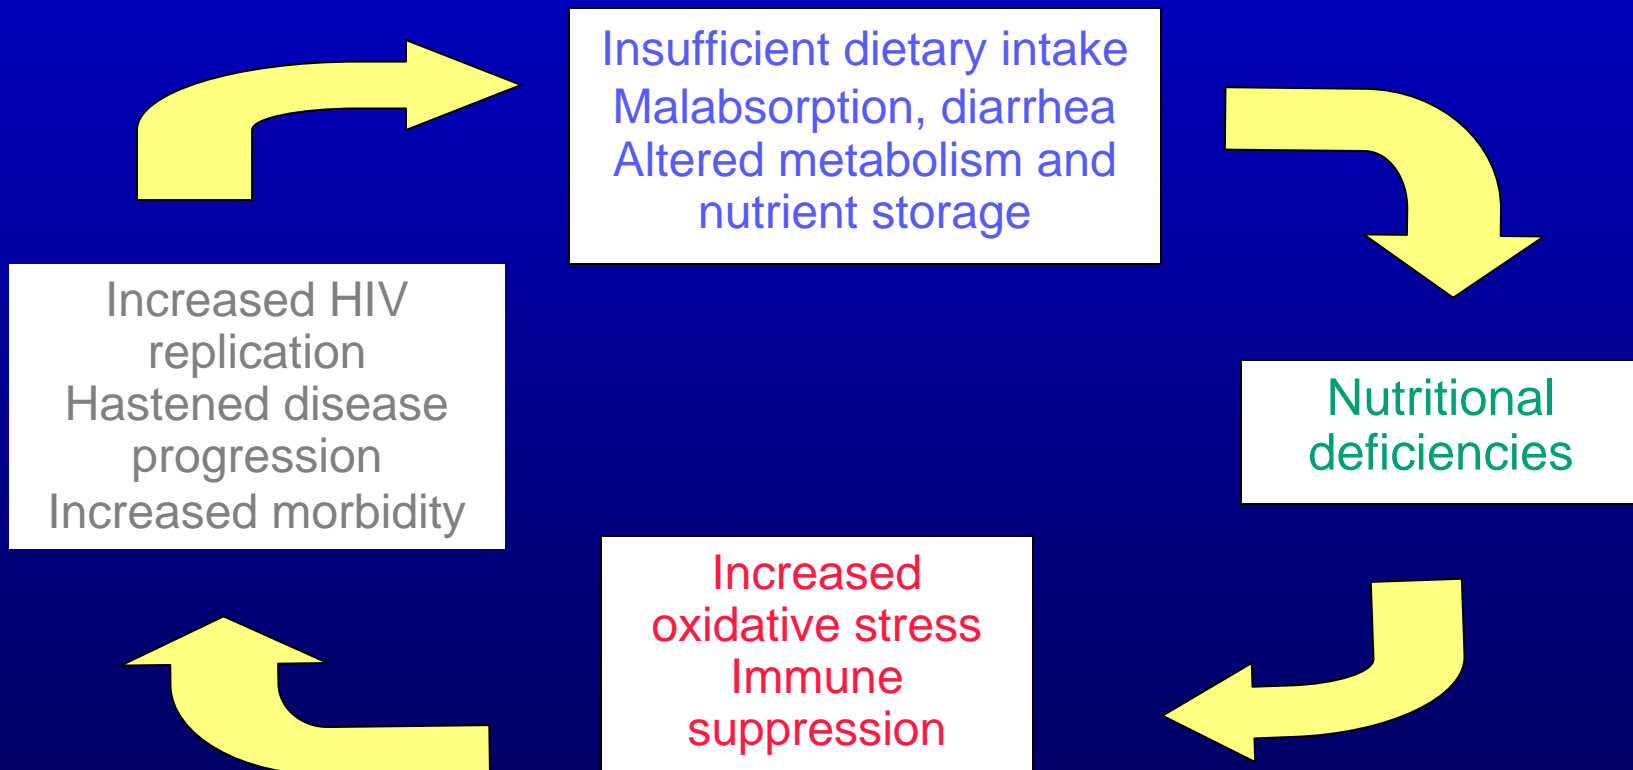 Insufficient dietary intake
Malabsorption, diarrhea
Altered metabolism and
nutrient storage
Increased HIV
replication
Hastened disease
progression
Increased morbidity
Nutritional
deficiencies
Increased
oxidative stress
Immune
suppression